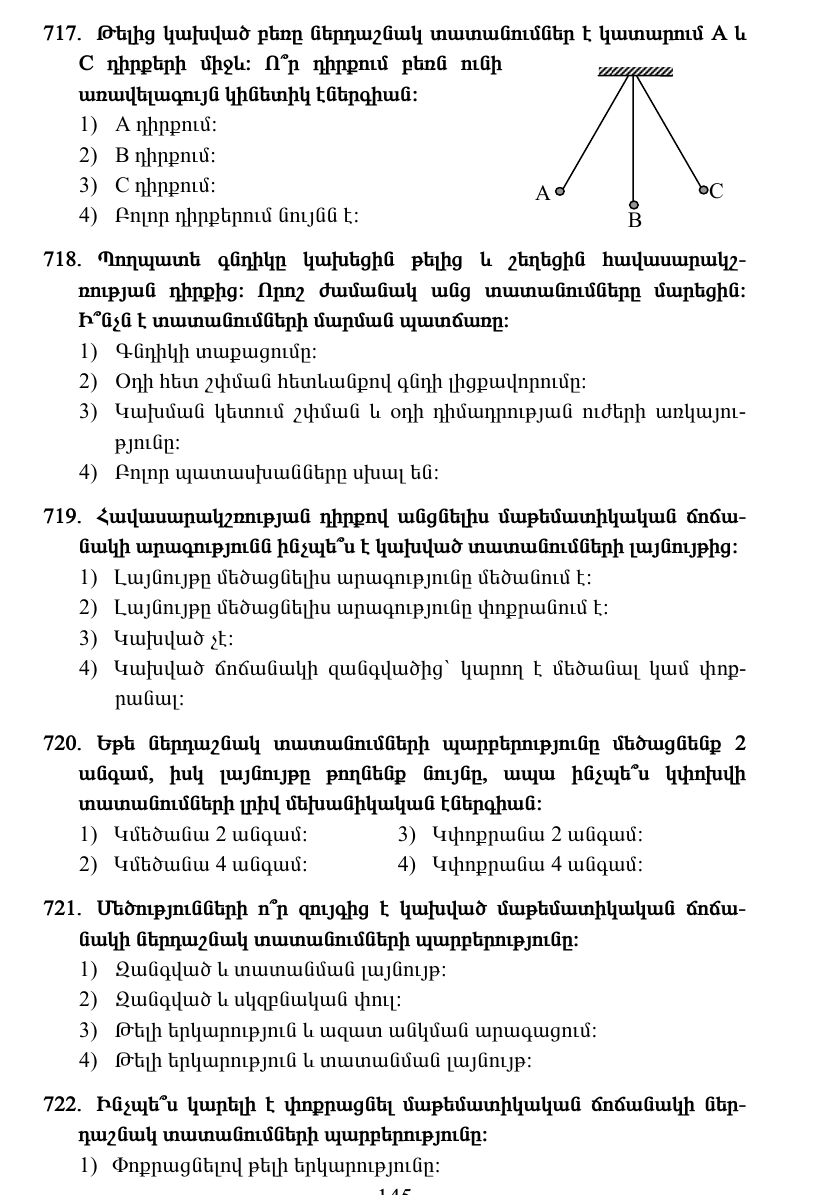 717. Թելից կախված բեռը ներդաշնակ տատանումներ է կատարում A և
C դիրքերի միջև։ Ո՞ր դիրքում բեռն ունի
առավելագույն կինետիկ էներգիան։
1) A դիրքում։
2) B դիրքում։
3) C դիրքում։
4) Բոլոր դիրքերում նույնն է։
A
B
C
718. Պողպատե գնդիկը կախեցին թելից և շեղեցին հավասարակշ-
ռության դիրքից։ Որոշ ժամանակ անց տատանումները մարեցին։
Ի՞նչն է տատանումների մարման պատճառը։
1) Գնդիկի տաքացումը։
2) Օդի հետ շփման հետևանքով գնդի լիցքավորումը։
3) Կախման կետում շփման և օդի դիմադրության ուժերի առկայու-
թյունը։
4) Բոլոր պատասխանները սխալ են։
719. Հավասարակշռության դիրքով անցնելիս մաթեմատիկական ճոճա-
նակի արագությունն ինչպե՞ս է կախված տատանումների լայնույթից։
1) Լայնույթը մեծացնելիս արագությունը մեծանում է։
2) Լայնույթը մեծացնելիս արագությունը փոքրանում է։
3) Կախված չէ։
4) Կախված ճոճանակի զանգվածից՝ կարող է մեծանալ կամ փոք-
րանալ։
720. Եթե ներդաշնակ տատանումների պարբերությունը մեծացնենք 2
անգամ, իսկ լայնույթը թողնենք նույնը, ապա ինչպե՞ս կփոխվի
տատանումների լրիվ մեխանիկական էներգիան։
1) Կմեծանա 2 անգամ։ 3) Կփոքրանա 2 անգամ։
2) Կմեծանա 4 անգամ։ 4) Կփոքրանա 4 անգամ։
721. Մեծությունների ո՞ր զույգից է կախված մաթեմատիկական ճոճա-
նակի ներդաշնակ տատանումների պարբերությունը։
1) Զանգված և տատանման լայնույթ։
2) Զանգված և սկզբնական փուլ։
3) Թելի երկարություն և ազատ անկման արագացում։
4) Թելի երկարություն և տատանման լայնույթ։
722. Ինչպե՞ս կարելի է փոքրացնել մաթեմատիկական ճոճանակի ներ-
դաշնակ տատանումների պարբերությունը։
1) Փոքրացնելով թելի երկարությունը։
145